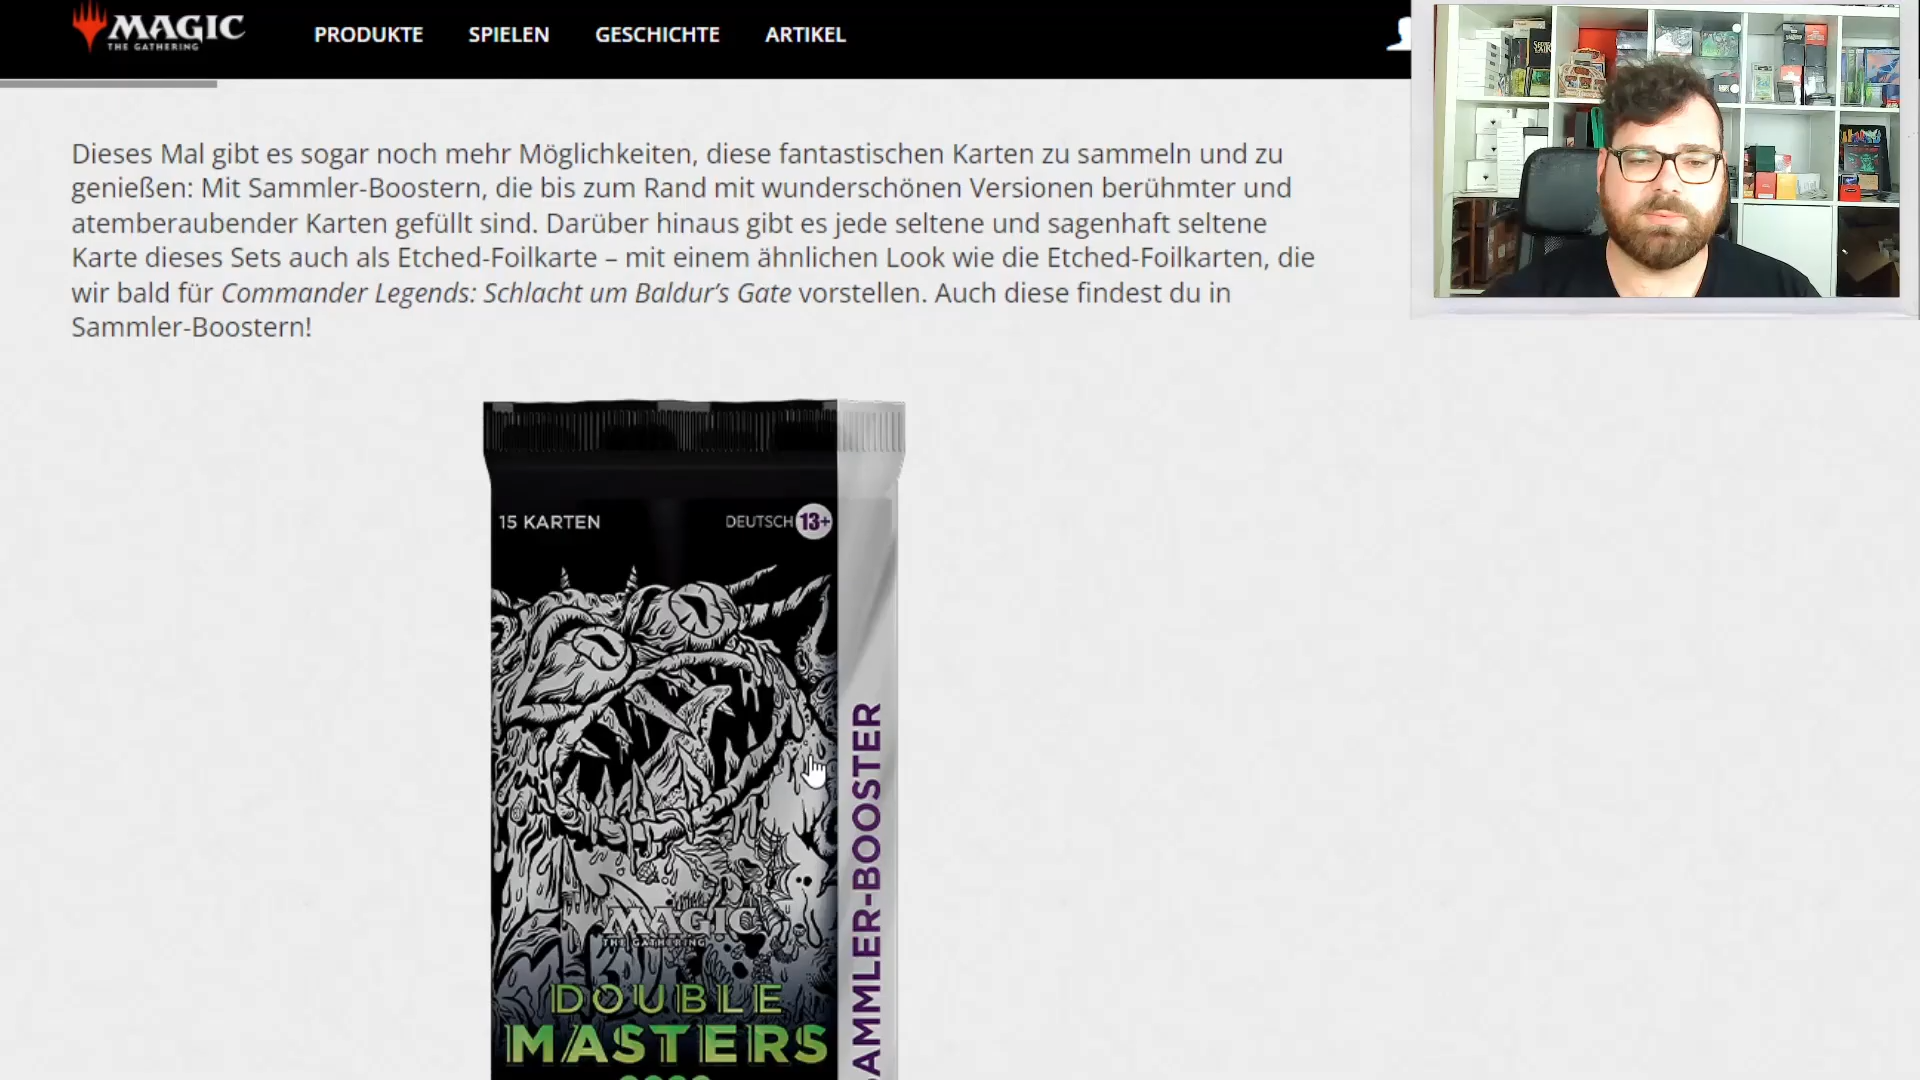 MAGIC
THE GATHERING
PRODUKTE
SPIELEN
GESCHICHTE
ARTIKEL
Dieses Mal gibt es sogar noch mehr Möglichkeiten, diese fantastischen Karten zu sammeln und zu
genießen: Mit Sammler-Boostern, die bis zum Rand mit wunderschönen Versionen berühmter und
atemberaubender Karten gefüllt sind. Darüber hinaus gibt es jede seltene und sagenhaft seltene
Karte dieses Sets auch als Etched-Foilkarte – mit einem ähnlichen Look wie die Etched-Foilkarten, die
wir bald für Commander Legends: Schlacht um Baldur's Gate vorstellen. Auch diese findest du in
Sammler-Boostern!
15 KARTEN
DEUTSCH 13+
MAGIC
THE GATHERING
DOUBLE
MASTERS
AMMLER-BOOSTER